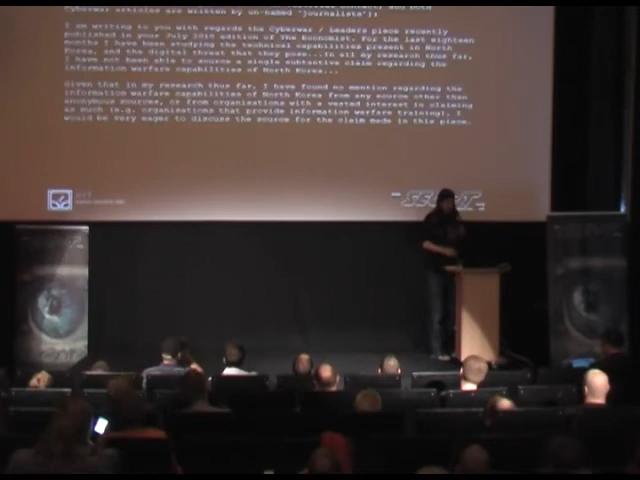 Cyberwar articles are written by un-named "journalists");
I am writing to you with regards the Cyberwar / Leaders piece recently
published in your July 2010 edition of The Economist. For the last eighteen
months I have been studying the technical capabilities present in North
Korea, and the digital threat that they pose...In all my research thus far,
I have not been able to source a single substantive claim regarding the
information warfare capabilities of North Korea...
Given that in my research thus far, I have found no mention regarding the
information warfare capabilities of North Korea from any source other than
anonymous sources, or from organisations with a vested interest in claiming
as such (e.g. organisations that provide information warfare training), I
would be very eager to discuss the source for the claim made in this piece.